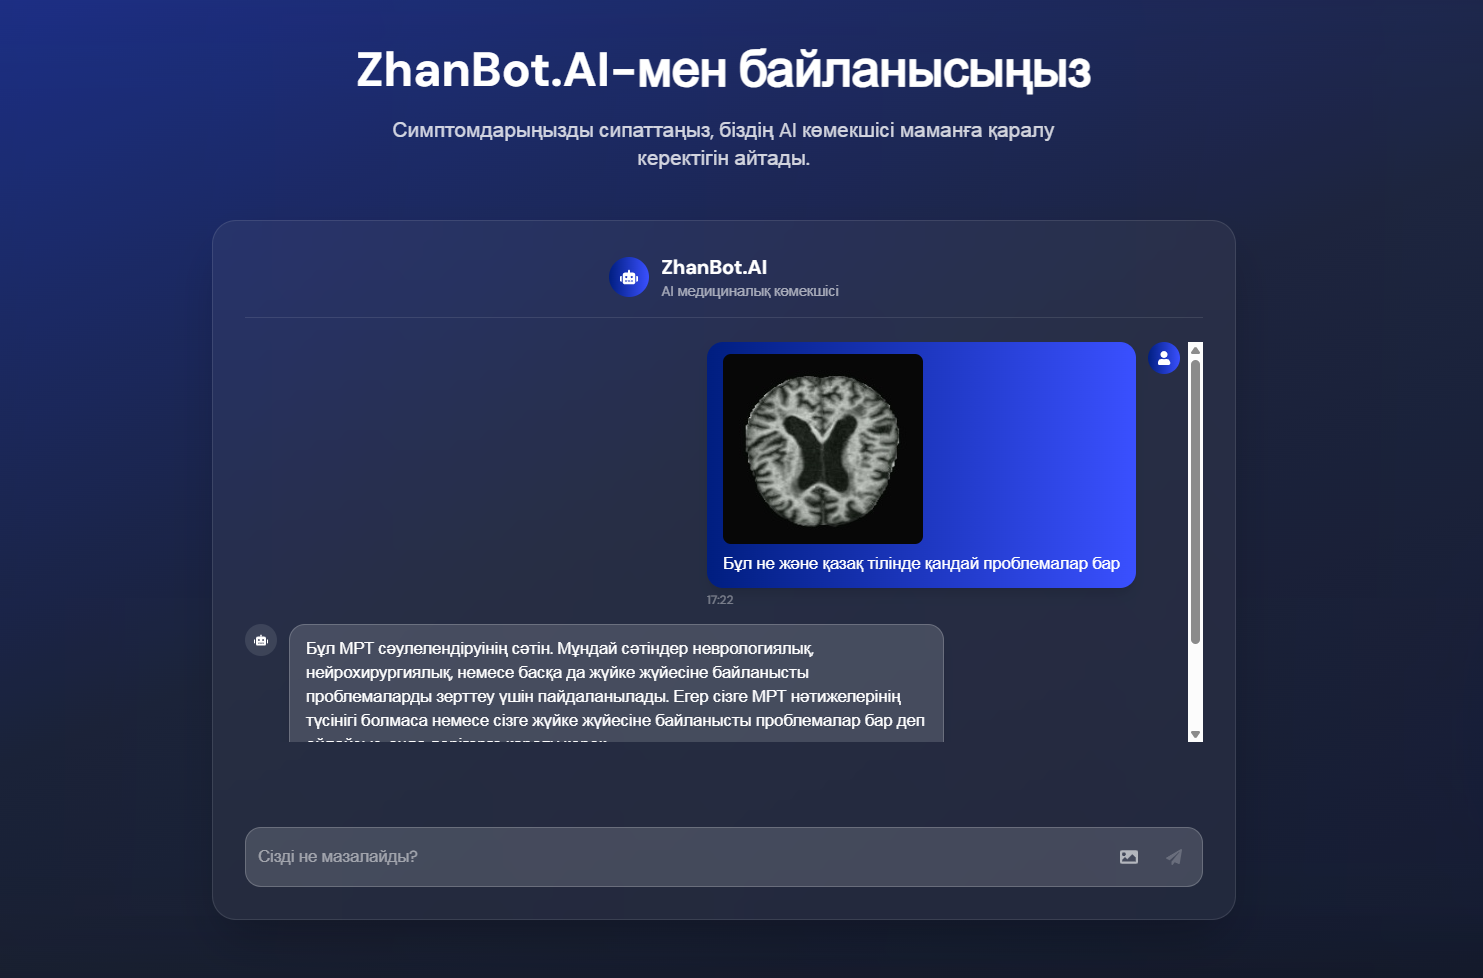 ZhanBot.AI-мен байланысыңыз
Симптомдарыңызды сипаттаңыз, біздің AI көмекшісі маманға қаралу
керектігін айтады.
ZhanBot.AI
AI медициналық көмекшісі
Бұл не және қазақ тілінде қандай проблемалар бар
17:22
Бұл МРТ сәулелендіруінің сәтін. Мұндай сәтіндер неврологиялық,
нейрохирургиялық, немесе басқа да жүйке жүйесіне байланысты
проблемаларды зерттеу үшін пайдаланылады. Егер сізге МРТ нәтижелерінің
түсінігі болмаса немесе сізге жүйке жүйесіне байланысты проблемалар бар деп
Сізді не мазалайды?